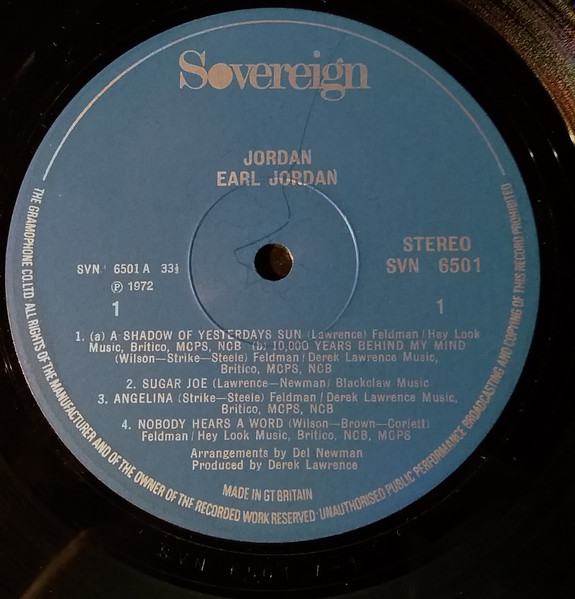 Sovereign
JORDAN
EARL JORDAN
SVN 6501 A 33⅓
Ⓟ 1972
1
STEREO
SVN 6501
1
1. (a) A SHADOW OF YESTERDAYS SUN (Lawrence) Feldman/Hey Look
Music, Britico, MCPS, NCB (b) 10,000 YEARS BEHIND MY MIND
(Wilson—Strike—Steele) Feldman/Derek Lawrence Music,
Britico, MCPS, NCB
2. SUGAR JOE (Lawrence—Newman) Blackclaw Music
3. ANGELINA (Strike—Steele) Feldman/Derek Lawrence Music,
Britico, MCPS, NCB
4. NOBODY HEARS A WORD (Wilson—Brown—Corlett)
Feldman/Hey Look Music, Britico, NCB, MCPS
Arrangements by Del Newman
Produced by Derek Lawrence
MADE IN GT BRITAIN
THE GRAMOPHONE CO. LTD. ALL RIGHTS OF THE MANUFACTURER AND OF THE OWNER OF THE RECORDED WORK RESERVED · UNAUTHORISED PUBLIC PERFORMANCE BROADCASTING AND COPYING OF THIS RECORD PROHIBITED